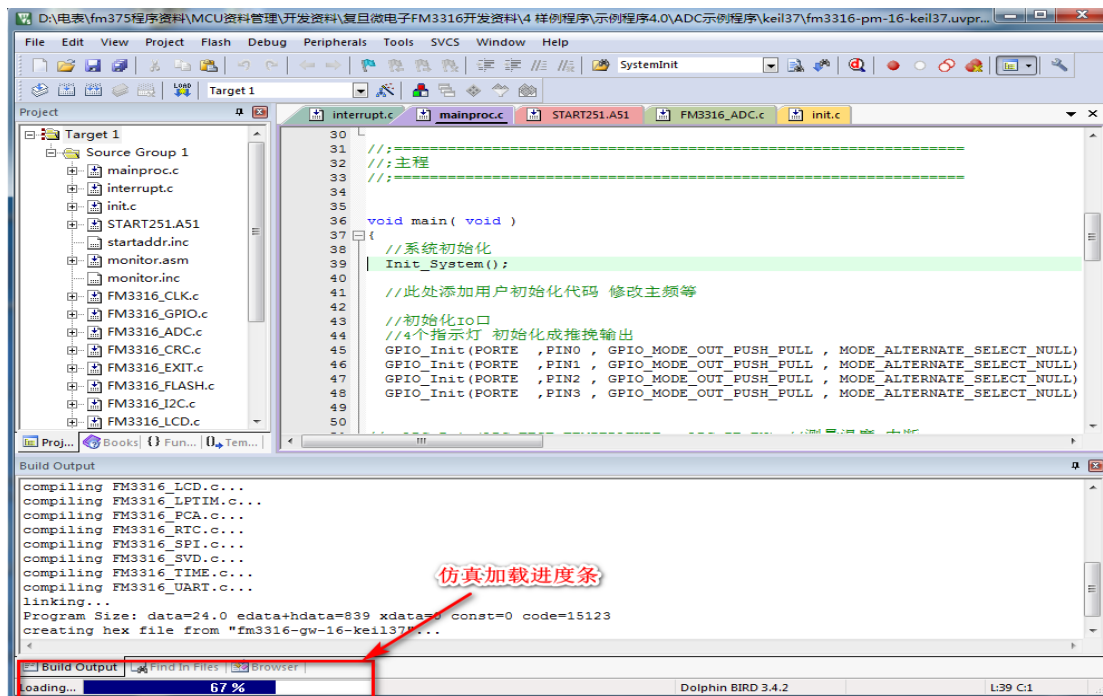 D:\电表\fm375程序资料\MCU资料管理\开发资料\复旦微电子FM3316开发资料\4 样例程序\示例程序4.0\ADC示例程序\keil37\fm3316-pm-16-keil37.uvpr...
File Edit View Project Flash Debug Peripherals Tools SVCS Window Help
SystemInit
LOAD Target 1
Project
Target 1
Source Group 1
mainproc.c
interrupt.c
init.c
START251.A51
startaddr.inc
monitor.asm
monitor.inc
FM3316_CLK.c
FM3316_GPIO.c
FM3316_ADC.c
FM3316_CRC.c
FM3316_EXIT.c
FM3316_FLASH.c
FM3316_I2C.c
FM3316_LCD.c
Proj... Books {} Fun... Tem...
interrupt.c mainproc.c START251.A51 FM3316_ADC.c init.c
30
31 //;================================================================
32 //;主程
33 //;================================================================
34
35
36 void main( void )
37 {
38 //系统初始化
39 Init_System();
40
41 //此处添加用户初始化代码 修改主频等
42
43 //初始化IO口
44 //4个指示灯 初始化成推挽输出
45 GPIO_Init(PORTE ,PIN0 , GPIO_MODE_OUT_PUSH_PULL , MODE_ALTERNATE_SELECT_NULL)
46 GPIO_Init(PORTE ,PIN1 , GPIO_MODE_OUT_PUSH_PULL , MODE_ALTERNATE_SELECT_NULL)
47 GPIO_Init(PORTE ,PIN2 , GPIO_MODE_OUT_PUSH_PULL , MODE_ALTERNATE_SELECT_NULL)
48 GPIO_Init(PORTE ,PIN3 , GPIO_MODE_OUT_PUSH_PULL , MODE_ALTERNATE_SELECT_NULL)
49
50
Build Output
compiling FM3316_LCD.c...
compiling FM3316_LPTIM.c...
compiling FM3316_PCA.c...
compiling FM3316_RTC.c...
compiling FM3316_SPI.c...
compiling FM3316_SVD.c...
compiling FM3316_TIME.c...
compiling FM3316_UART.c...
linking...
Program Size: data=24.0 edata+hdata=839 xdata=0 const=0 code=15123
creating hex file from "fm3316-gw-16-keil37"...
仿真加载进度条
Build Output Find In Files Browser
Loading... 67 % Dolphin BIRD 3.4.2 L:39 C:1